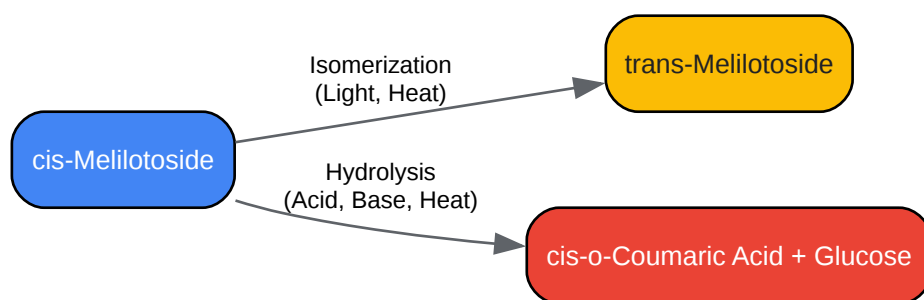 cis-Melilotoside
Isomerization
(Light, Heat)
trans-Melilotoside
Hydrolysis
(Acid, Base, Heat)
cis-o-Coumaric Acid + Glucose